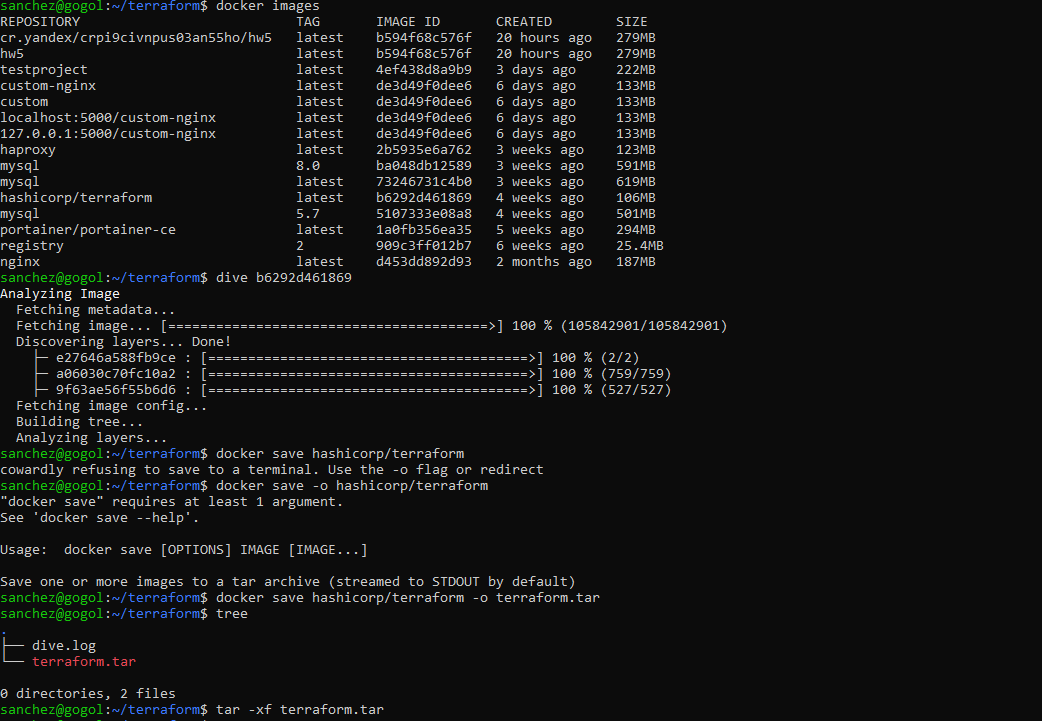 sanchez@gogol:~/terraform$ docker images
REPOSITORY TAG IMAGE ID CREATED SIZE
cr.yandex/crpi9civnpus03an55ho/hw5 latest b594f68c576f 20 hours ago 279MB
hw5 latest b594f68c576f 20 hours ago 279MB
testproject latest 4ef438d8a9b9 3 days ago 222MB
custom-nginx latest de3d49f0dee6 6 days ago 133MB
custom latest de3d49f0dee6 6 days ago 133MB
localhost:5000/custom-nginx latest de3d49f0dee6 6 days ago 133MB
127.0.0.1:5000/custom-nginx latest de3d49f0dee6 6 days ago 133MB
haproxy latest 2b5935e6a762 3 weeks ago 123MB
mysql 8.0 ba048db12589 3 weeks ago 591MB
mysql latest 73246731c4b0 3 weeks ago 619MB
hashicorp/terraform latest b6292d461869 4 weeks ago 106MB
mysql 5.7 5107333e08a8 4 weeks ago 501MB
portainer/portainer-ce latest 1a0fb356ea35 5 weeks ago 294MB
registry 2 909c3ff012b7 6 weeks ago 25.4MB
nginx latest d453dd892d93 2 months ago 187MB
sanchez@gogol:~/terraform$ dive b6292d461869
Analyzing Image
  Fetching metadata...
  Fetching image... [========================================>] 100 % (105842901/105842901)
  Discovering layers... Done!
    ├─ e27646a588fb9ce : [========================================>] 100 % (2/2)
    ├─ a06030c70fc10a2 : [========================================>] 100 % (759/759)
    ├─ 9f63ae56f55b6d6 : [========================================>] 100 % (527/527)
  Fetching image config...
  Building tree...
  Analyzing layers...
sanchez@gogol:~/terraform$ docker save hashicorp/terraform
cowardly refusing to save to a terminal. Use the -o flag or redirect
sanchez@gogol:~/terraform$ docker save -o hashicorp/terraform
"docker save" requires at least 1 argument.
See 'docker save --help'.
Usage:  docker save [OPTIONS] IMAGE [IMAGE...]
Save one or more images to a tar archive (streamed to STDOUT by default)
sanchez@gogol:~/terraform$ docker save hashicorp/terraform -o terraform.tar
sanchez@gogol:~/terraform$ tree
.
├── dive.log
└── terraform.tar
0 directories, 2 files
sanchez@gogol:~/terraform$ tar -xf terraform.tar